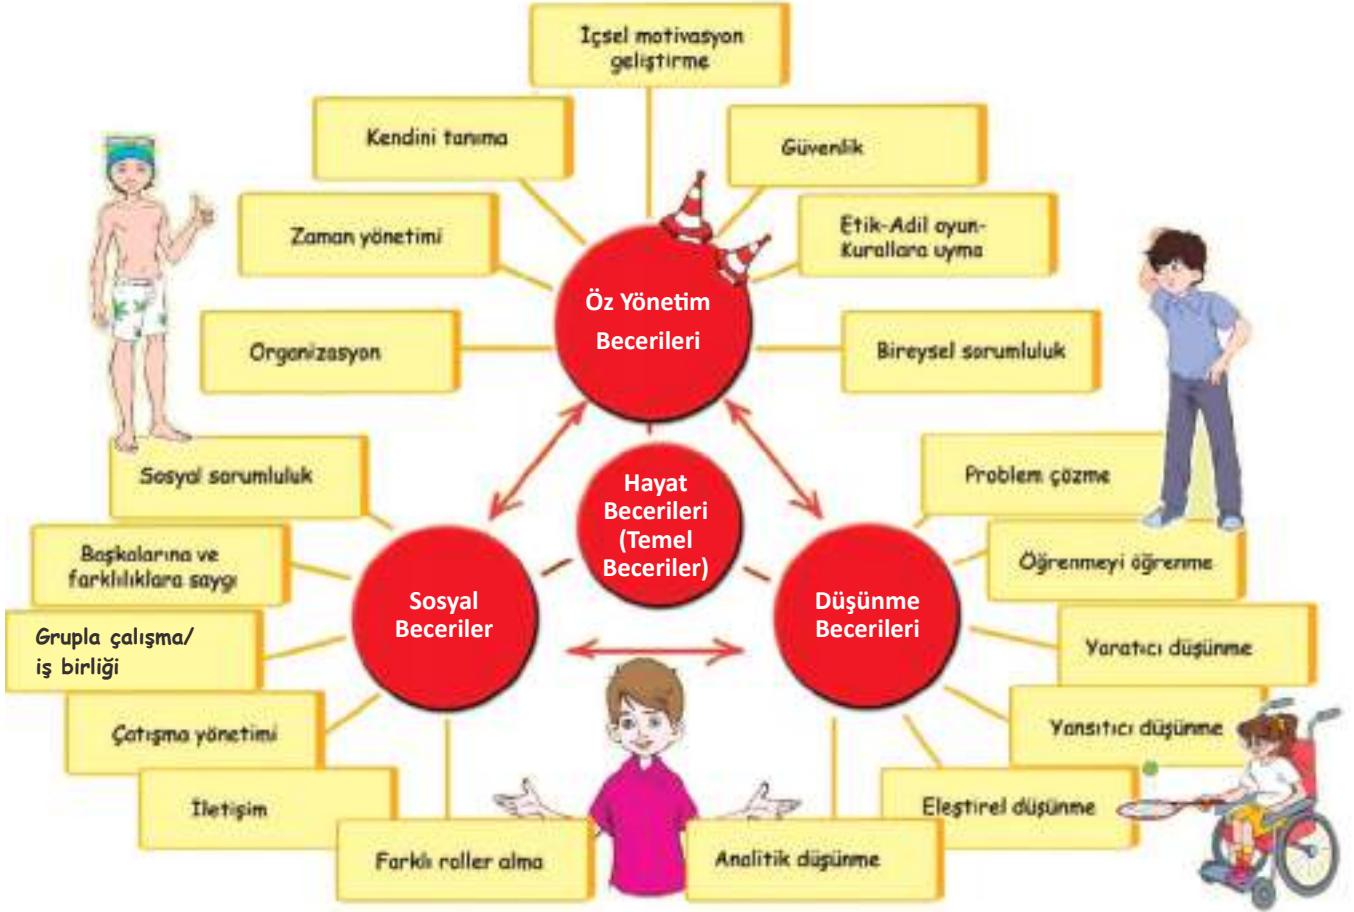 İçsel motivasyon
geliştirme
Kendini tanıma
Güvenlik
Zaman yönetimi
Etik-Adil oyun-
Kurallara uyma
Organizasyon
Öz Yönetim
Becerileri
Bireysel sorumluluk
Sosyal sorumluluk
Hayat
Becerileri
(Temel
Beceriler)
Problem çözme
Başkalarına ve
farklılıklara saygı
Öğrenmeyi öğrenme
Sosyal
Beceriler
Düşünme
Becerileri
Grupla çalışma/
iş birliği
Yaratıcı düşünme
Çatışma yönetimi
Yansıtıcı düşünme
İletişim
Eleştirel düşünme
Farklı roller alma
Analitik düşünme